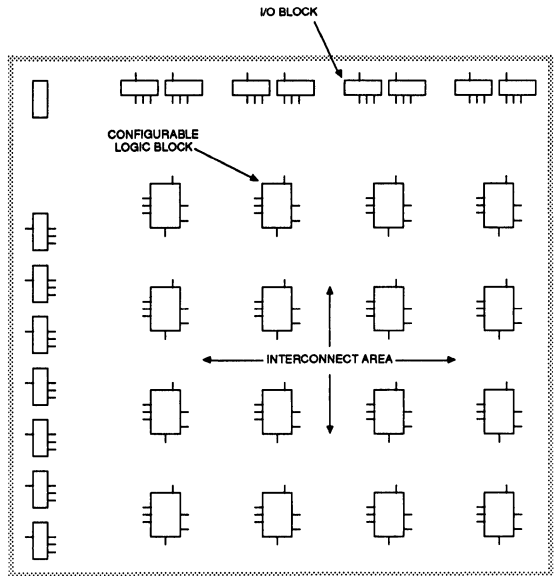 I/O BLOCK
CONFIGURABLE
LOGIC BLOCK
INTERCONNECT AREA